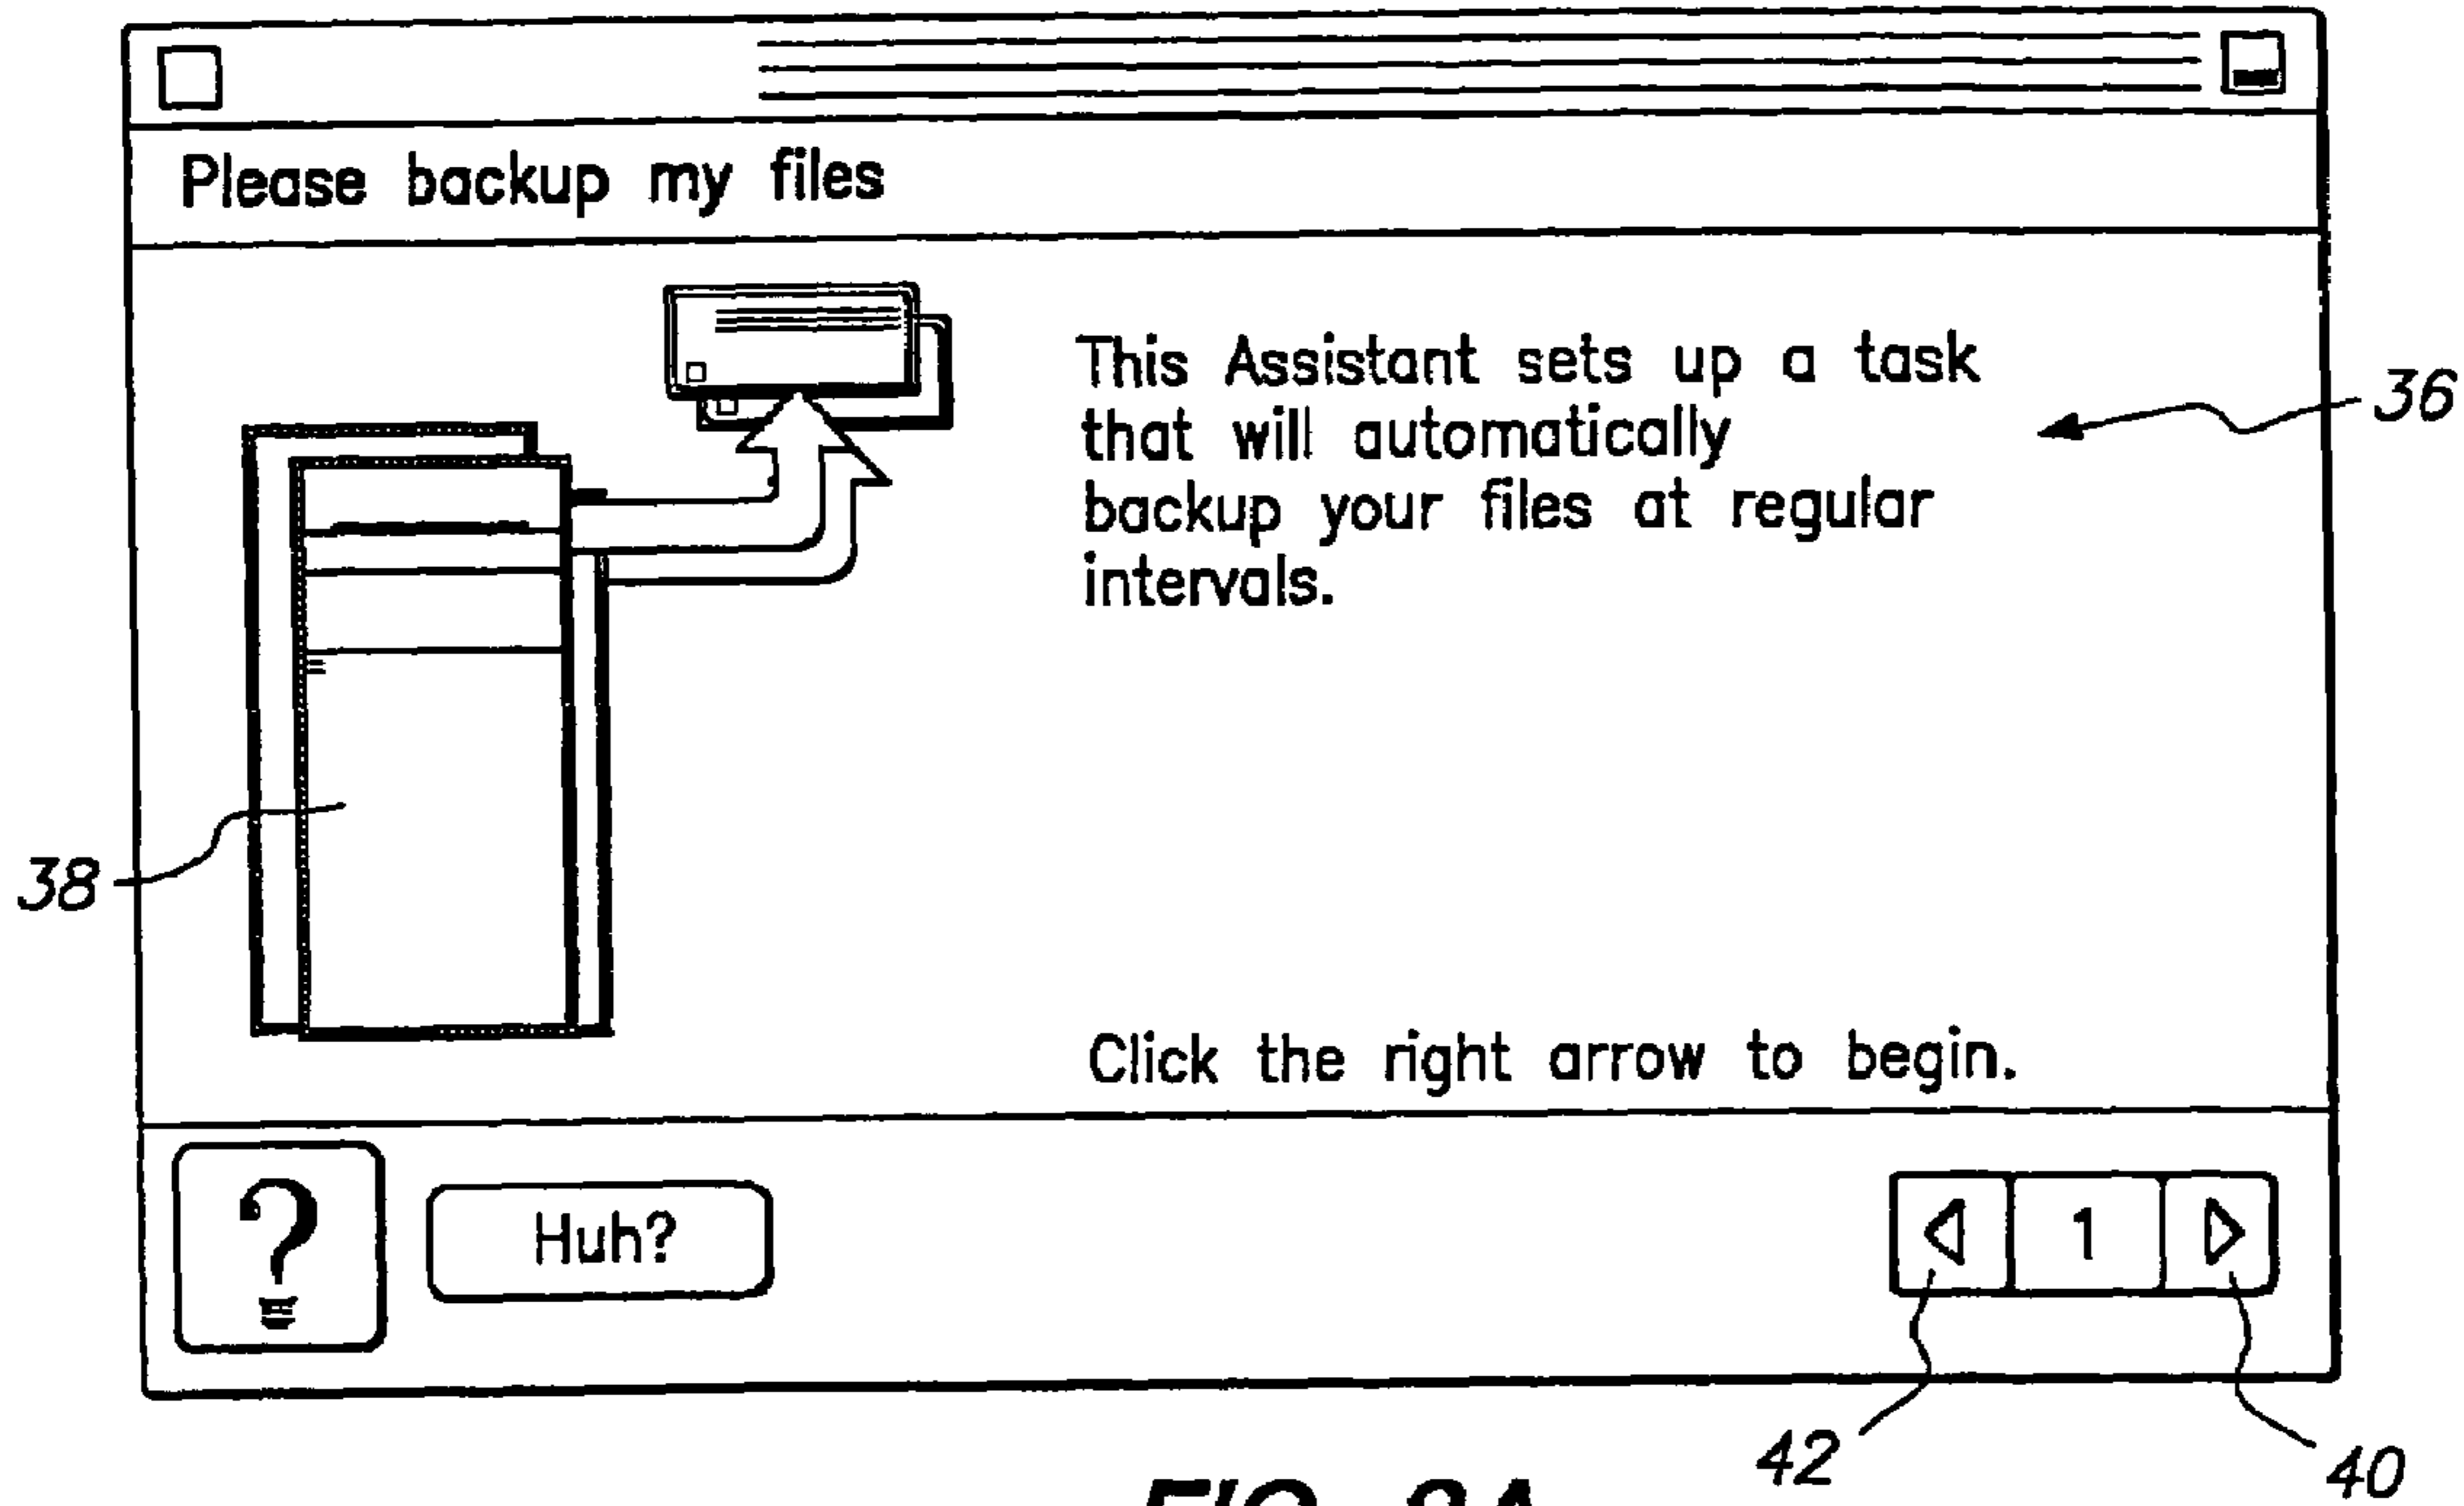 Please backup my files
This Assistant sets up a task
that will automatically
backup your files at regular
intervals.
36
38
Click the right arrow to begin.
?
Huh?
1
42
40